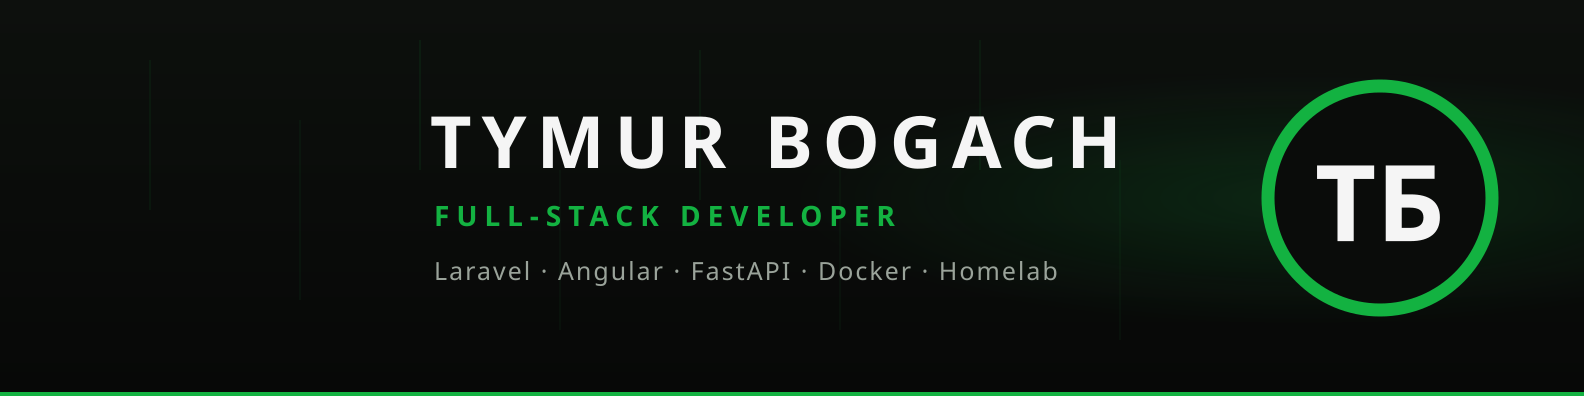 TYMUR BOGACH
FULL-STACK DEVELOPER
Laravel · Angular · FastAPI · Docker · Homelab
ТБ